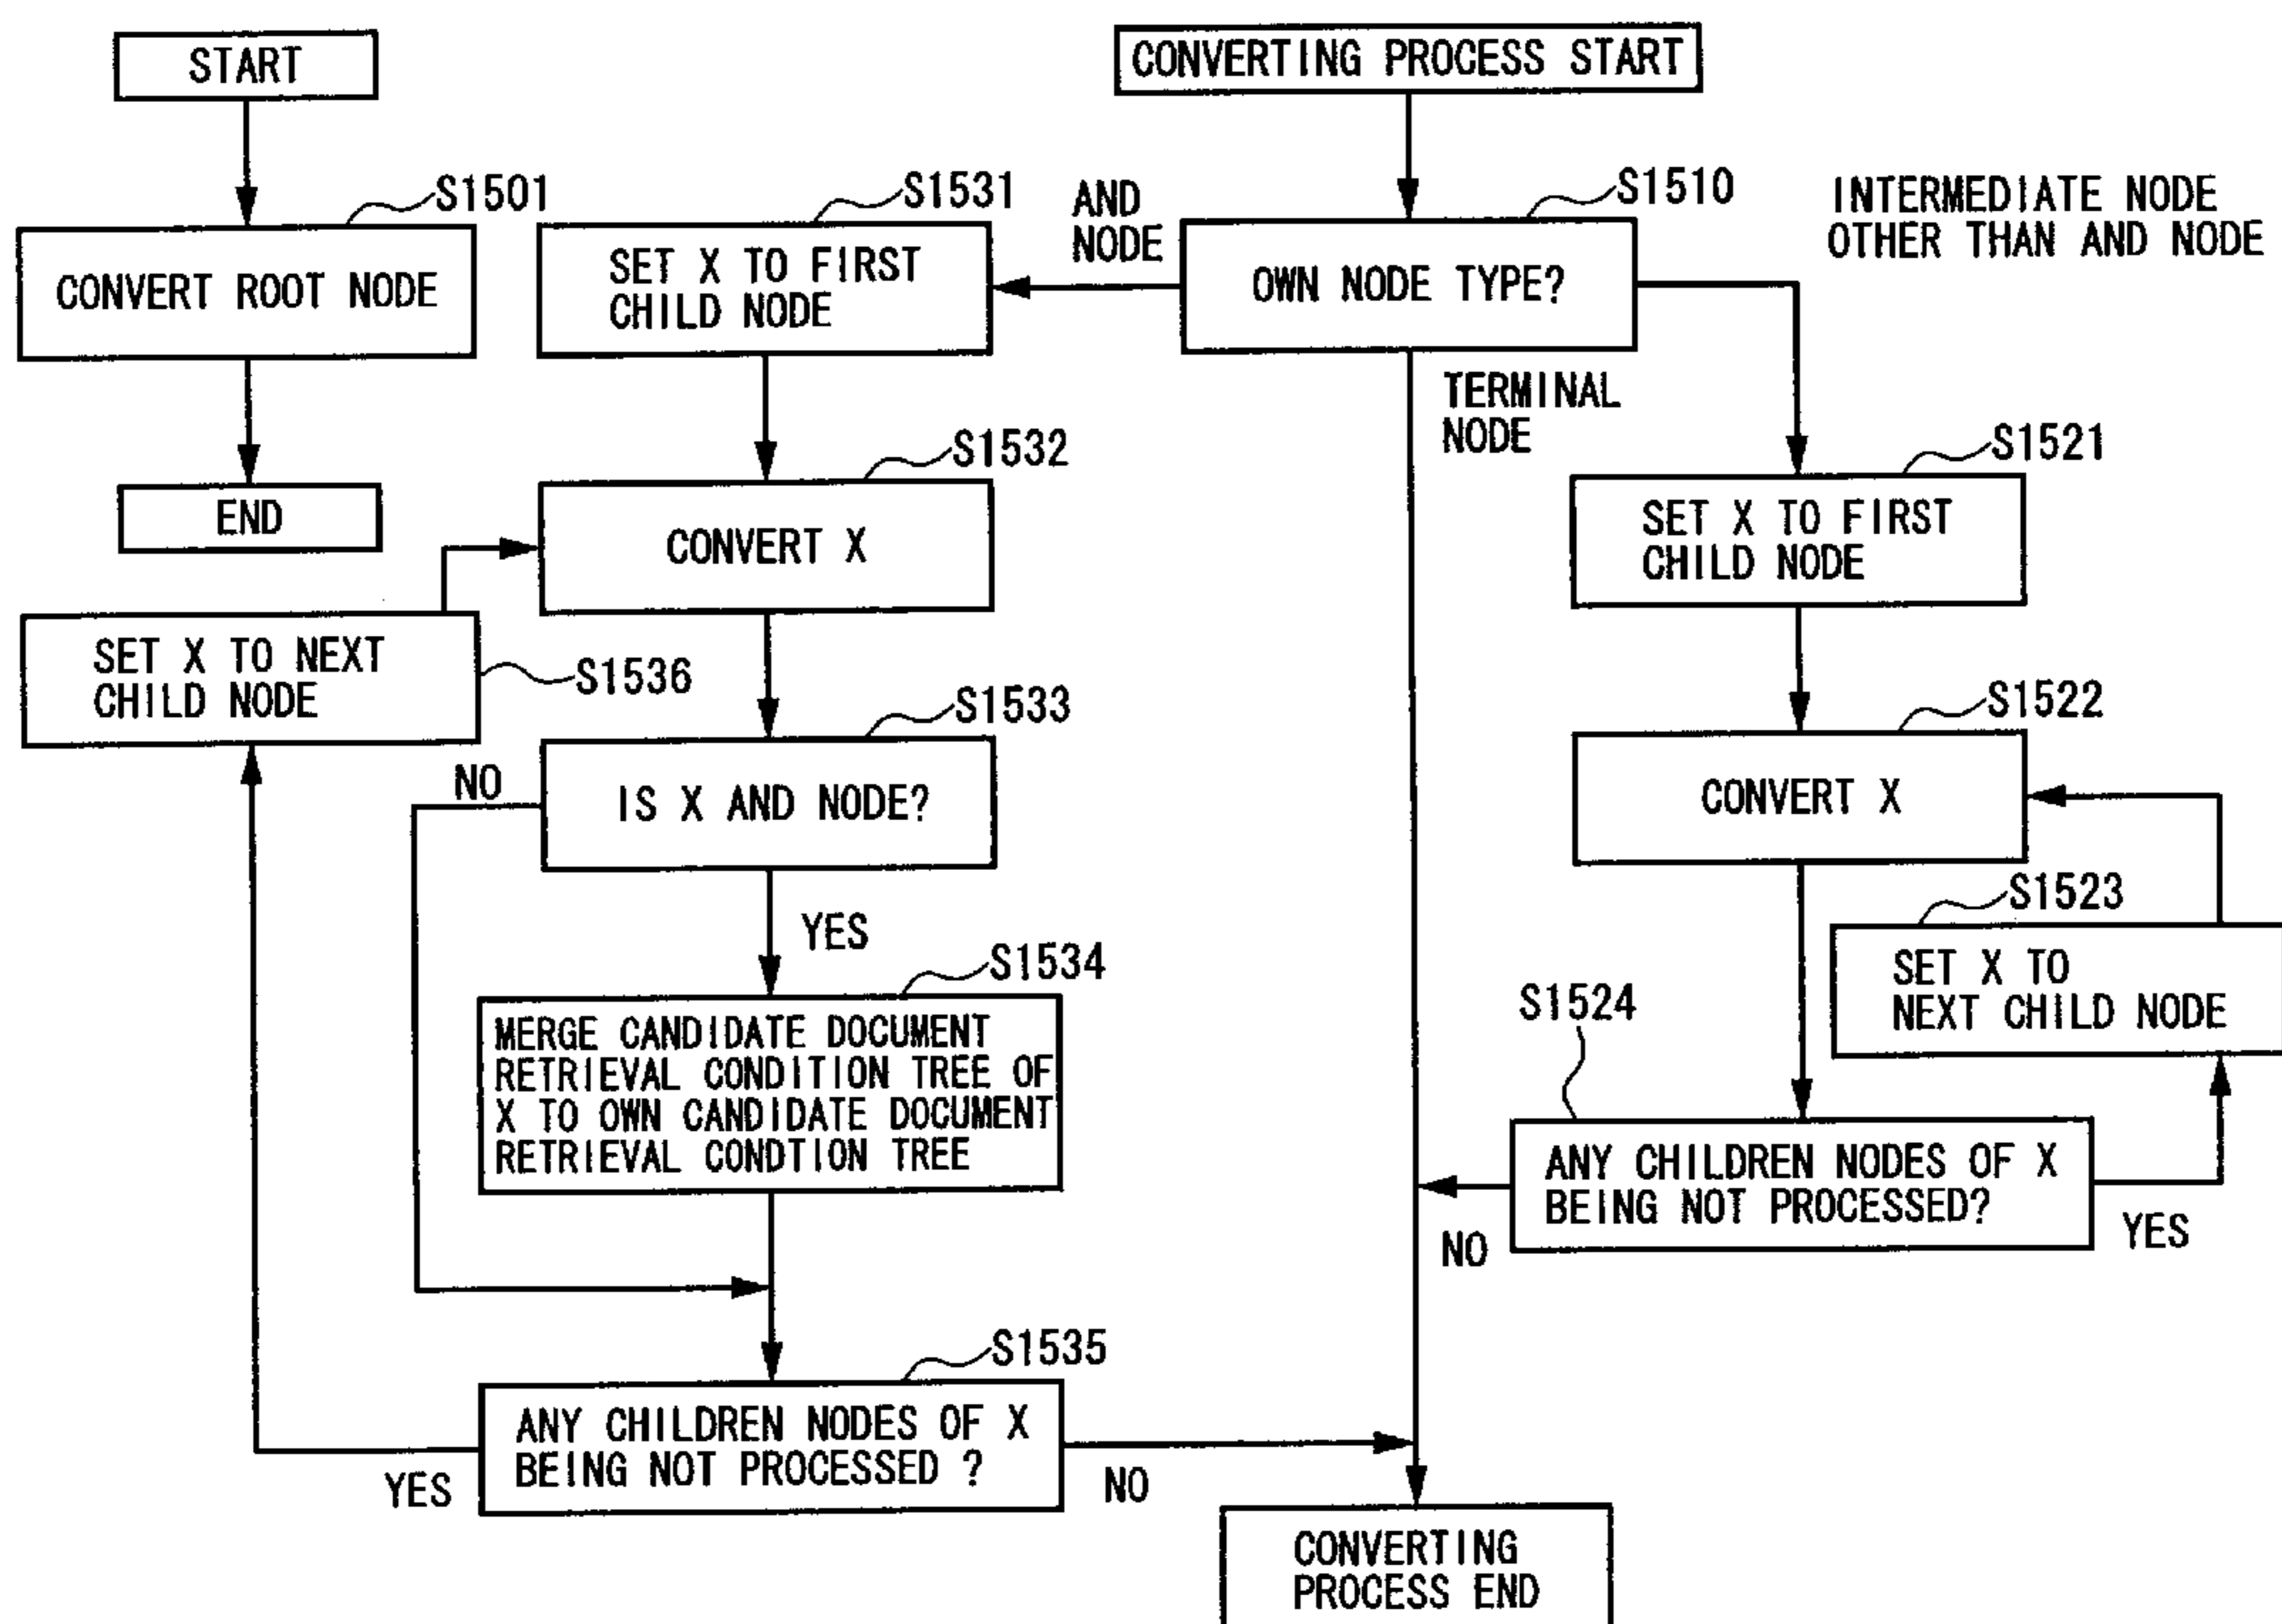 START
S1501
CONVERT ROOT NODE
END
CONVERTING PROCESS START
S1510
OWN NODE TYPE?
AND
NODE
INTERMEDIATE NODE
OTHER THAN AND NODE
TERMINAL
NODE
S1531
SET X TO FIRST
CHILD NODE
S1532
CONVERT X
SET X TO NEXT
CHILD NODE
S1536
S1533
IS X AND NODE?
NO
YES
S1534
MERGE CANDIDATE DOCUMENT
RETRIEVAL CONDITION TREE OF
X TO OWN CANDIDATE DOCUMENT
RETRIEVAL CONDTION TREE
S1535
ANY CHILDREN NODES OF X
BEING NOT PROCESSED ?
YES
NO
S1521
SET X TO FIRST
CHILD NODE
S1522
CONVERT X
S1523
SET X TO
NEXT CHILD NODE
S1524
ANY CHILDREN NODES OF X
BEING NOT PROCESSED?
NO
YES
CONVERTING
PROCESS END